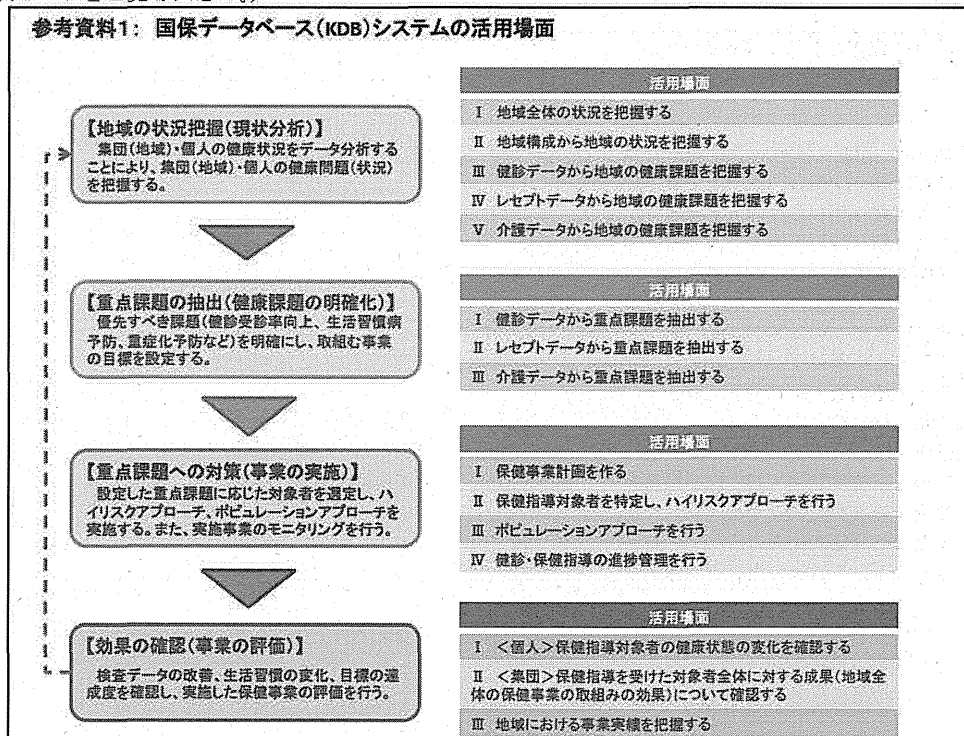 参考資料1： 国保データベース(KDB)システムの活用場面
【地域の状況把握(現状分析)】
集団(地域)・個人の健康状況をデータ分析する
ことにより、集団(地域)・個人の健康問題(状況)
を把握する。
活用場面
Ⅰ 地域全体の状況を把握する
Ⅱ 地域構成から地域の状況を把握する
Ⅲ 健診データから地域の健康課題を把握する
Ⅳ レセプトデータから地域の健康課題を把握する
Ⅴ 介護データから地域の健康課題を把握する
【重点課題の抽出(健康課題の明確化)】
優先すべき課題(健診受診率向上、生活習慣病
予防、重症化予防など)を明確にし、取組む事業
の目標を設定する。
活用場面
Ⅰ 健診データから重点課題を抽出する
Ⅱ レセプトデータから重点課題を抽出する
Ⅲ 介護データから重点課題を抽出する
【重点課題への対策(事業の実施)】
設定した重点課題に応じた対象者を選定し、ハ
イリスクアプローチ、ポピュレーションアプローチを
実施する。また、実施事業のモニタリングを行う。
活用場面
Ⅰ 保健事業計画を作る
Ⅱ 保健指導対象者を特定し、ハイリスクアプローチを行う
Ⅲ ポピュレーションアプローチを行う
Ⅳ 健診・保健指導の進捗管理を行う
【効果の確認(事業の評価)】
検査データの改善、生活習慣の変化、目標の達
成度を確認し、実施した保健事業の評価を行う。
活用場面
Ⅰ ＜個人＞保健指導対象者の健康状態の変化を確認する
Ⅱ ＜集団＞保健指導を受けた対象者全体に対する成果(地域全
体の保健事業の取組みの効果)について確認する
Ⅲ 地域における事業実績を把握する